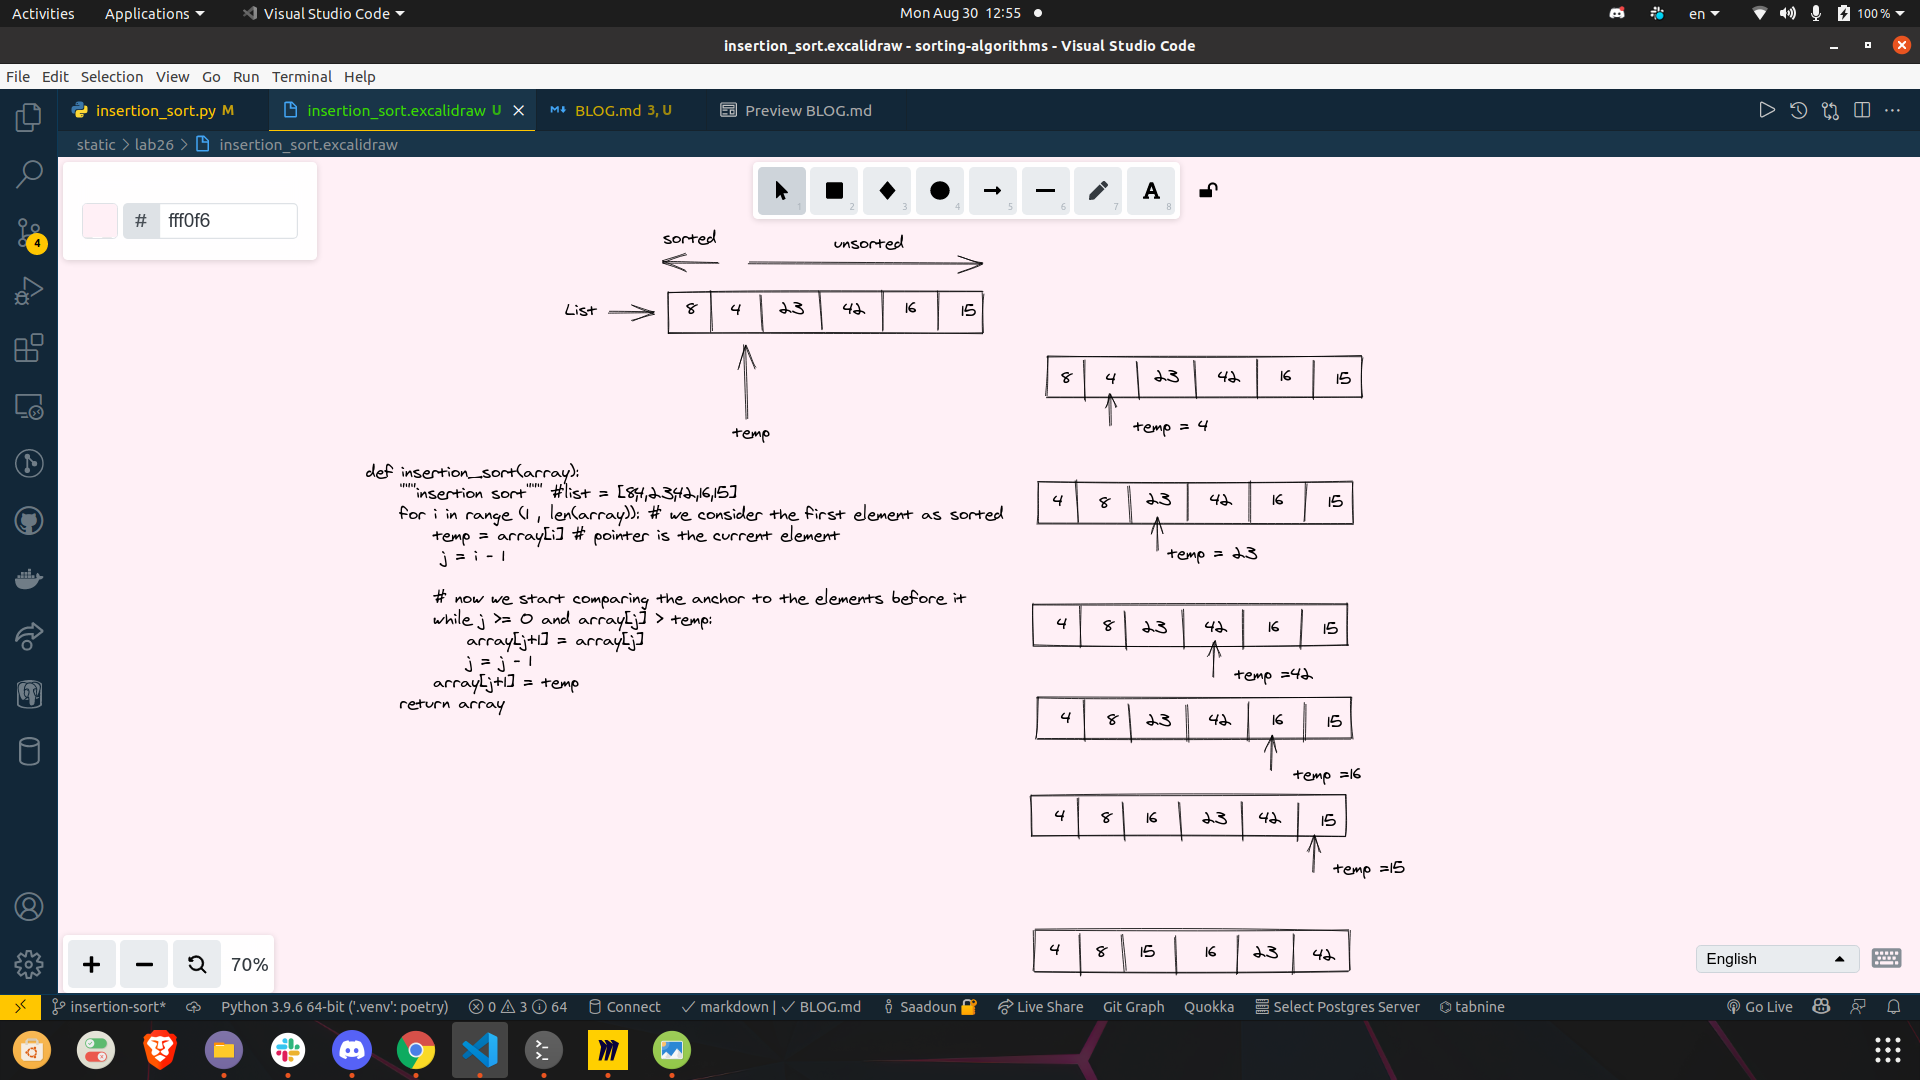 Activities Applications Visual Studio Code Mon Aug 30 12:55 en 100 %
insertion_sort.excalidraw - sorting-algorithms - Visual Studio Code
File Edit Selection View Go Run Terminal Help
insertion_sort.py M insertion_sort.excalidraw U BLOG.md 3, U Preview BLOG.md
static > lab26 > insertion_sort.excalidraw
# fff0f6
1 2 3 4 5 6 7 A 8
4
sorted unsorted
List 8 4 23 42 16 15
temp
def insertion_sort(array):
"""insertion sort""" #list = [8,4,23,42,16,15]
for i in range (1 , len(array)): # we consider the first element as sorted
temp = array[i] # pointer is the current element
j = i - 1
# now we start comparing the anchor to the elements before it
while j >= 0 and array[j] > temp:
array[j+1] = array[j]
j = j - 1
array[j+1] = temp
return array
8 4 23 42 16 15
temp = 4
4 8 23 42 16 15
temp = 23
4 8 23 42 16 15
temp =42
4 8 23 42 16 15
temp =16
4 8 16 23 42 15
temp =15
4 8 15 16 23 42
70%
English
insertion-sort* Python 3.9.6 64-bit ('.venv': poetry) 0 3 64 Connect markdown | BLOG.md Saadoun Live Share Git Graph Quokka Select Postgres Server tabnine Go Live